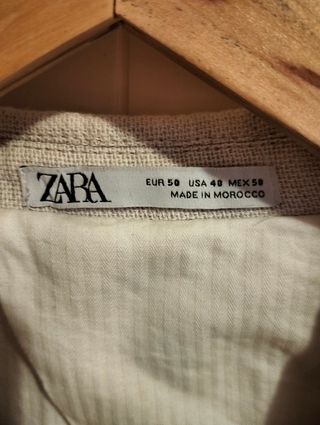 ZARA
EUR 50 USA 40 MEX 50
MADE IN MOROCCO